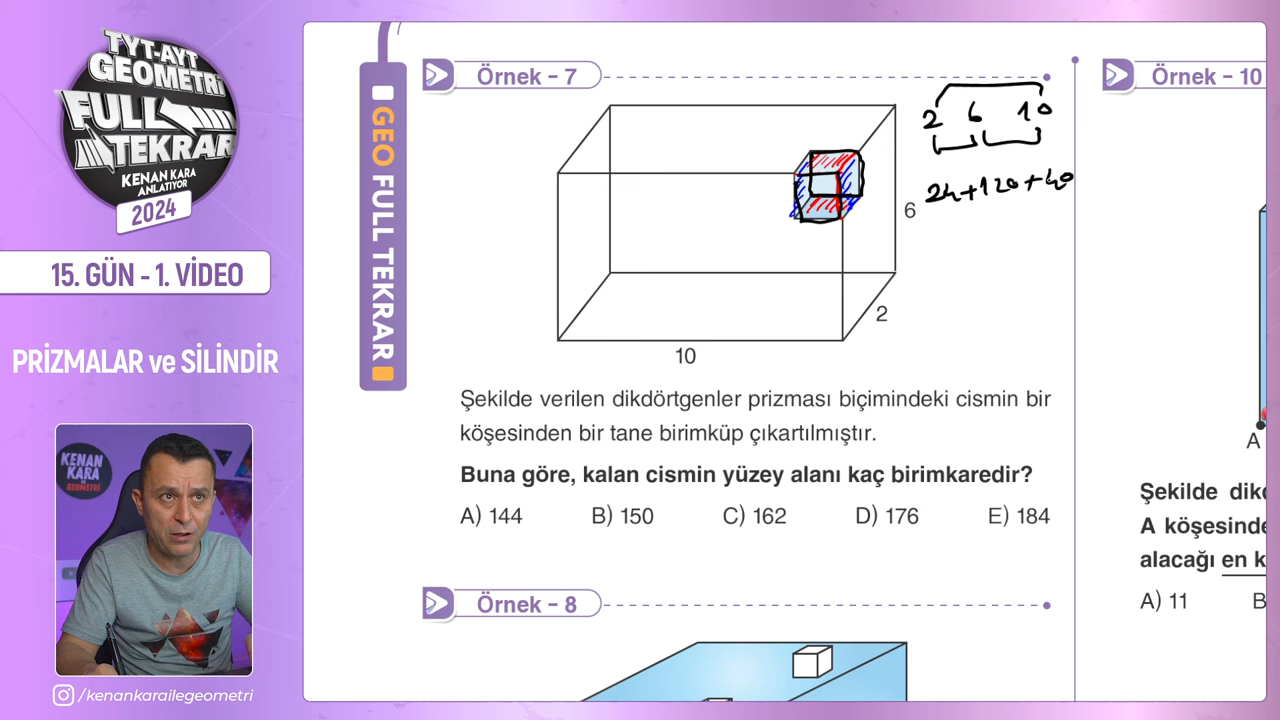 TYT-AYT
GEOMETRİ
FULL
TEKRAR
KENAN KARA
ANLATIYOR
2024
15. GÜN - 1. VİDEO
PRİZMALAR ve SİLİNDİR
KENAN
KARA
GEOMETRİ
/kenankarailegeometri
GEO FULL TEKRAR
Örnek - 7
2 6 10
24+120+40
6
2
10
Şekilde verilen dikdörtgenler prizması biçimindeki cismin bir
köşesinden bir tane birimküp çıkartılmıştır.
Buna göre, kalan cismin yüzey alanı kaç birimkaredir?
A) 144 B) 150 C) 162 D) 176 E) 184
Örnek - 8
Örnek - 10
A
Şekilde dikd
A köşesinde
alacağı en k
A) 11 B